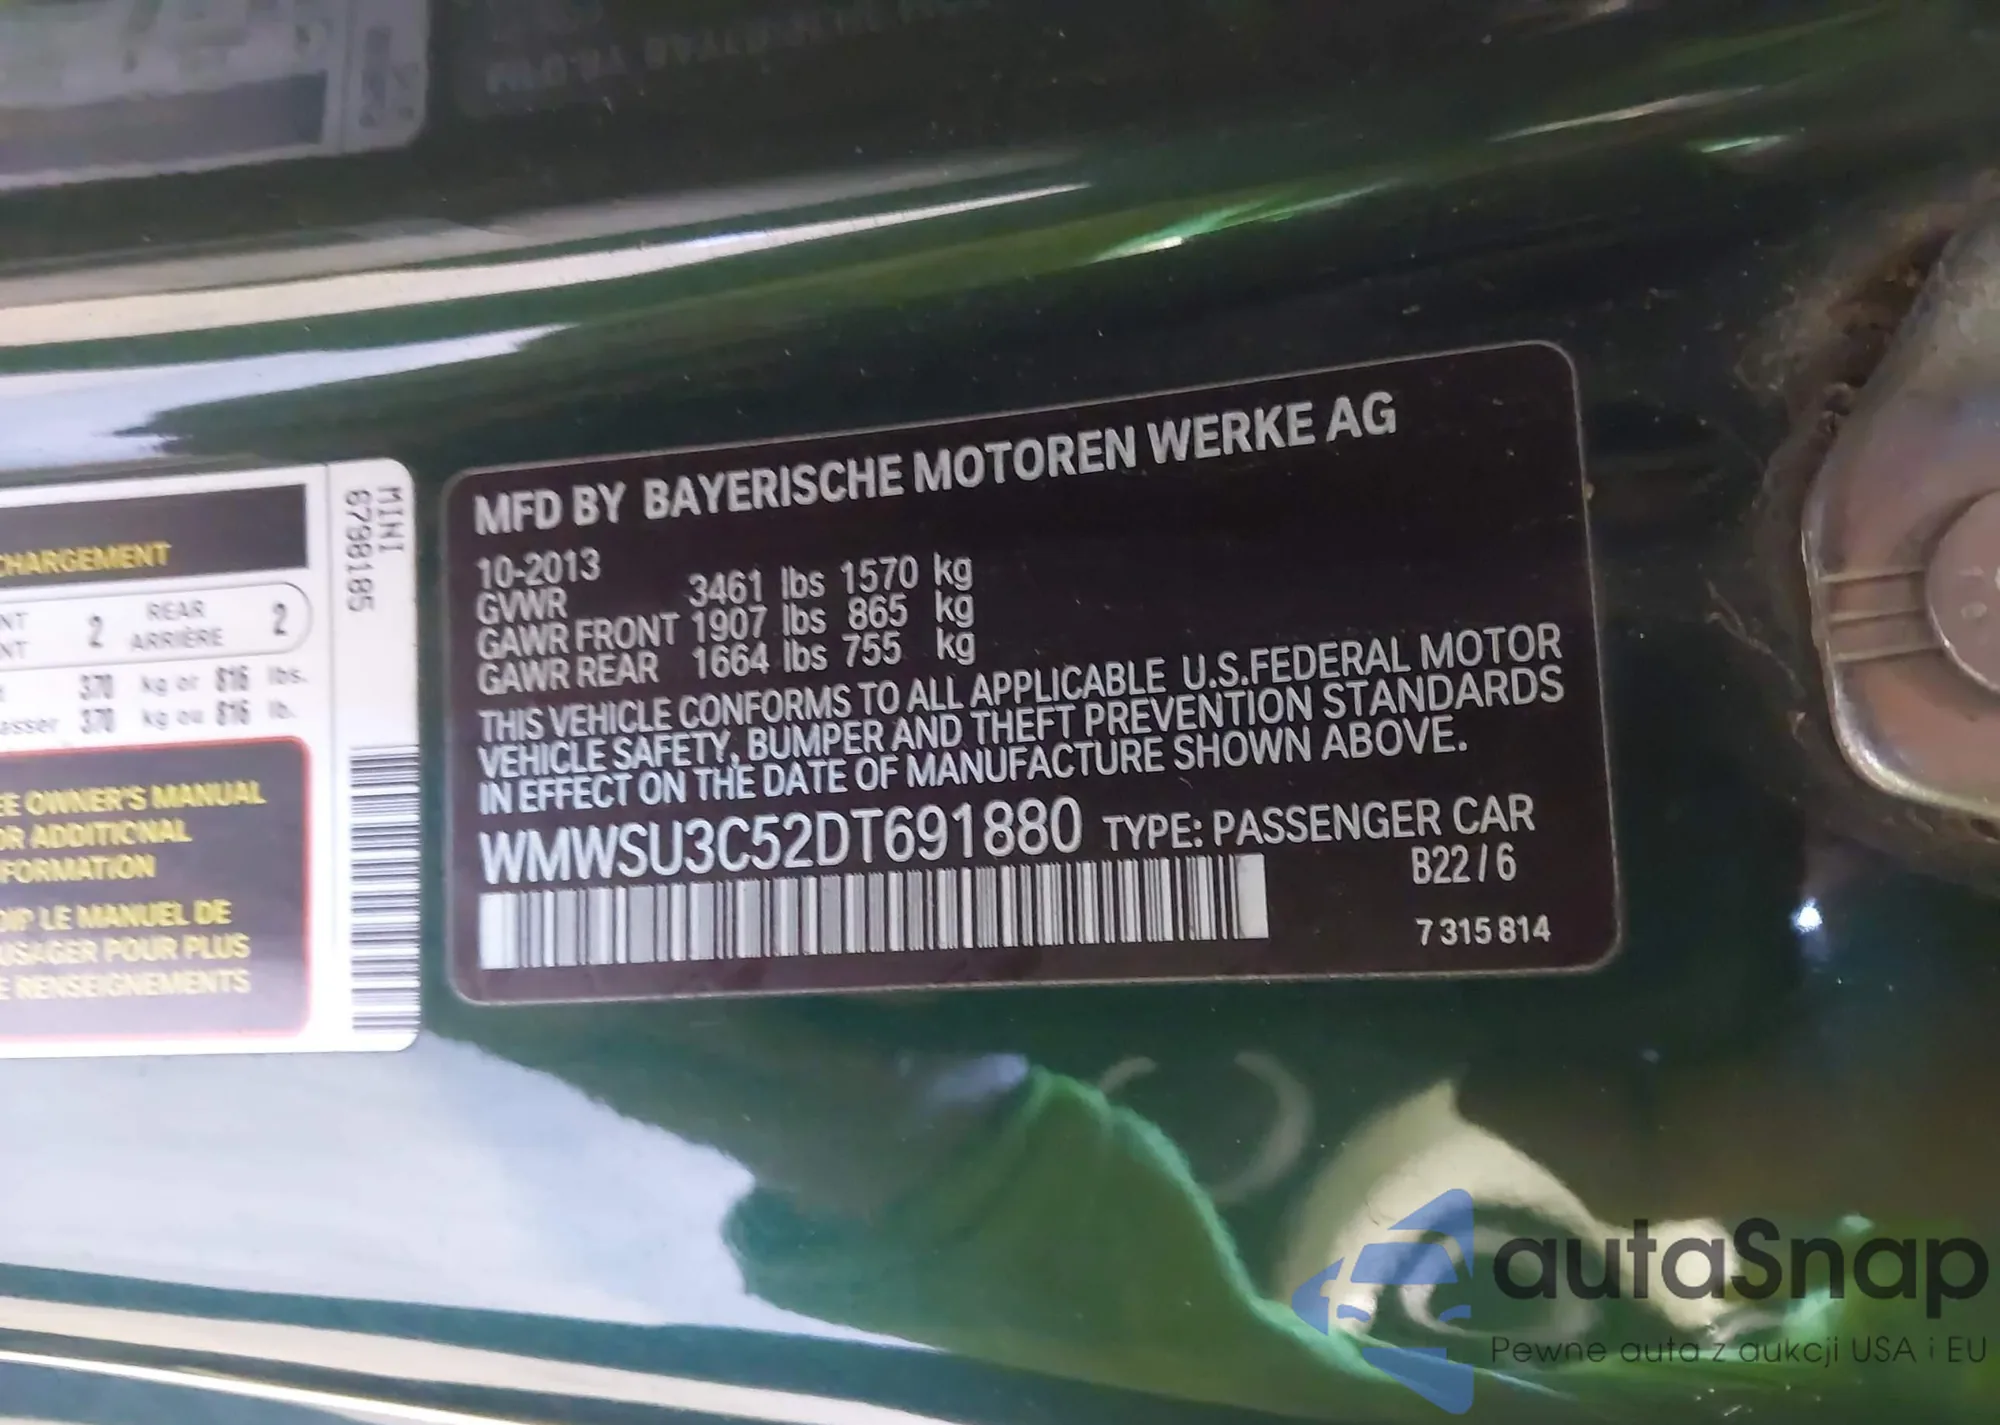 CHARGEMENT
2 REAR 2
ARRIÈRE
370 kg or 816 lbs.
370 kg ou 816 lb.
OWNER'S MANUAL
ADDITIONAL
LE MANUEL DE
POUR PLUS
RENSEIGNEMENTS
MINI
6798185
MFD BY BAYERISCHE MOTOREN WERKE AG
10-2013
GVWR 3461 lbs 1570 kg
GAWR FRONT 1907 lbs 865 kg
GAWR REAR 1664 lbs 755 kg
THIS VEHICLE CONFORMS TO ALL APPLICABLE U.S.FEDERAL MOTOR
VEHICLE SAFETY, BUMPER AND THEFT PREVENTION STANDARDS
IN EFFECT ON THE DATE OF MANUFACTURE SHOWN ABOVE.
WMWSU3C52DT691880 TYPE: PASSENGER CAR
B22/6
7 315 814
autaSnap
Pewne auta z aukcji USA i EU